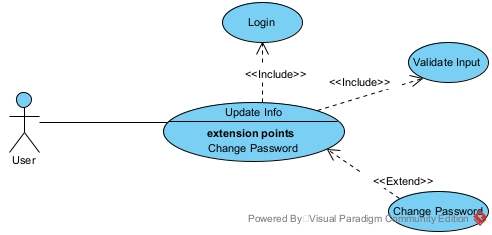 Login
<<Include>>
Validate Input
<<Include>>
Update Info
extension points
Change Password
User
<<Extend>>
Change Password
Powered By Visual Paradigm Community Edition